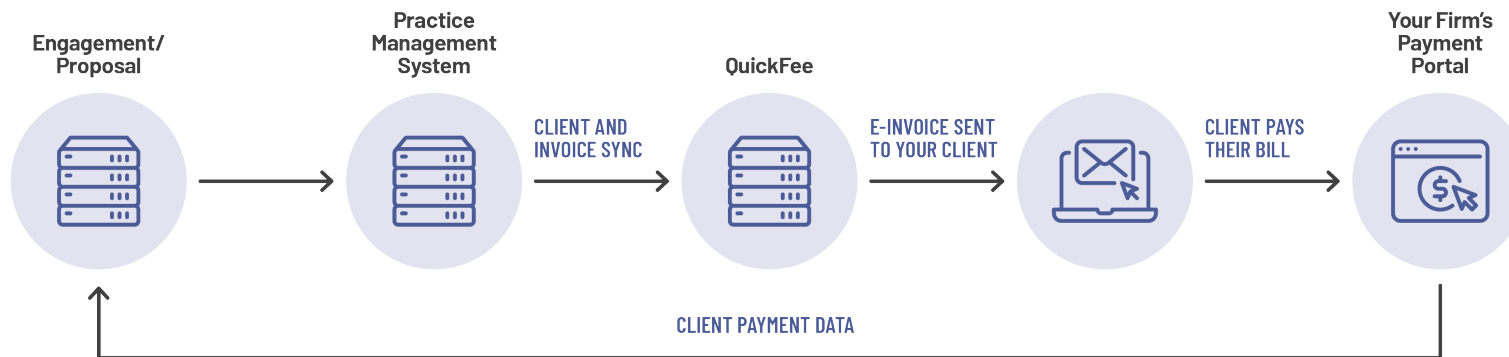 Engagement/
Proposal
Practice
Management
System
QuickFee
Your Firm's
Payment
Portal
CLIENT AND
INVOICE SYNC
E-INVOICE SENT
TO YOUR CLIENT
CLIENT PAYS
THEIR BILL
$
CLIENT PAYMENT DATA